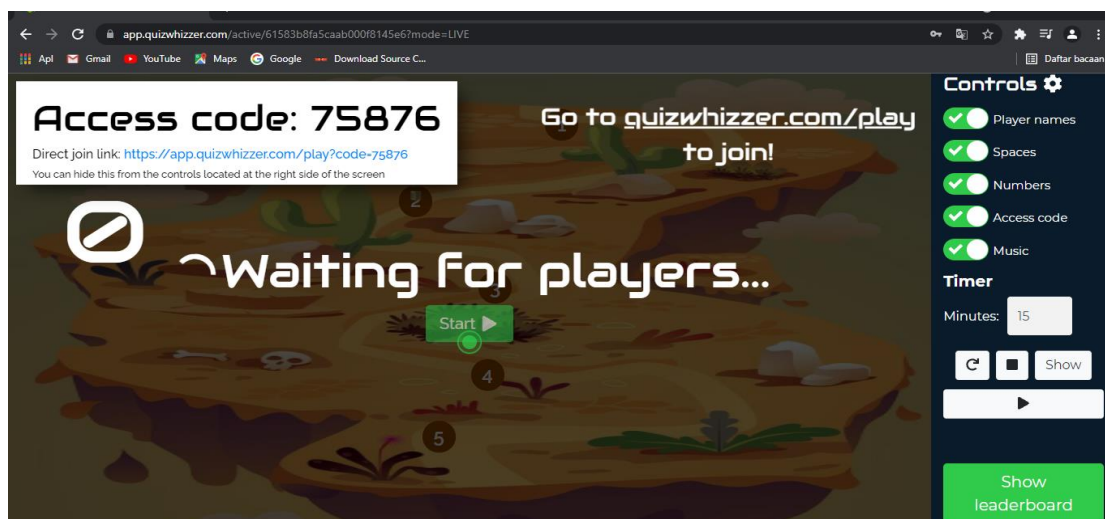 app.quizwhizzer.com/active/61583b8fa5caab000f8145e6?mode=LIVE
Apl Gmail YouTube Maps Google Download Source C... Daftar bacaan
Access code: 75876
Direct join link: https://app.quizwhizzer.com/play?code=75876
You can hide this from the controls located at the right side of the screen
Go to quizwhizzer.com/play
to join!
0
Waiting for players...
Start
1
2
3
4
5
Controls
Player names
Spaces
Numbers
Access code
Music
Timer
Minutes: 15
Show
Show
leaderboard